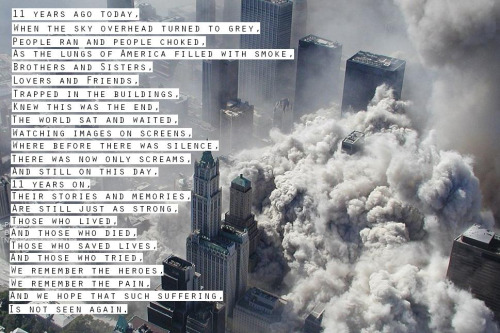 11 years ago today,
When the sky overhead turned to grey,
People ran and people choked,
As the lungs of America filled with smoke,
Brothers and Sisters,
Lovers and Friends,
Trapped in the buildings,
Knew this was the end,
The world sat and waited,
Watching images on screens,
Where before there was silence,
There was now only screams,
And still on this day,
11 years on,
Their stories and memories,
Are still just as strong,
Those who lived,
And those who died,
Those who saved lives,
And those who tried,
We remember the heroes,
We remember the pain,
And we hope that such suffering,
Is not seen again.